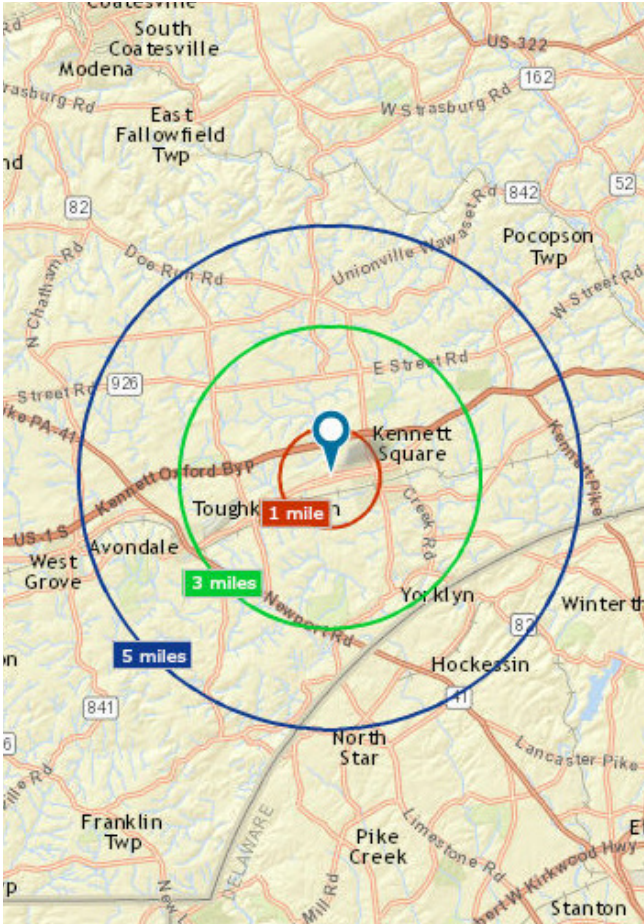 Coatesville
South
Coatesville
Modena
US-322
162
Strasburg Rd
W Strasburg Rd
East
Fallowfield
Twp
52
842
82
Pocopson
Twp
Unionville Wawaset Rd
Doe Run Rd
N Chatham Rd
W Street Rd
E Street Rd
926
Street Rd
Pike PA-41
Kennett
Square
Kennett Pike
Kennett Oxford Byp
Creek Rd
1 mile
US-1 S
Avondale
West
Grove
3 miles
Newport Rd
Yorklyn
Winterth
82
5 miles
Hockessin
41
841
North
Star
Lancaster Pike
ville Rd
Franklin
Twp
DELAWARE
Pike
Creek
Limestone Rd
Kirkwood Hwy
Mill Rd
Stanton